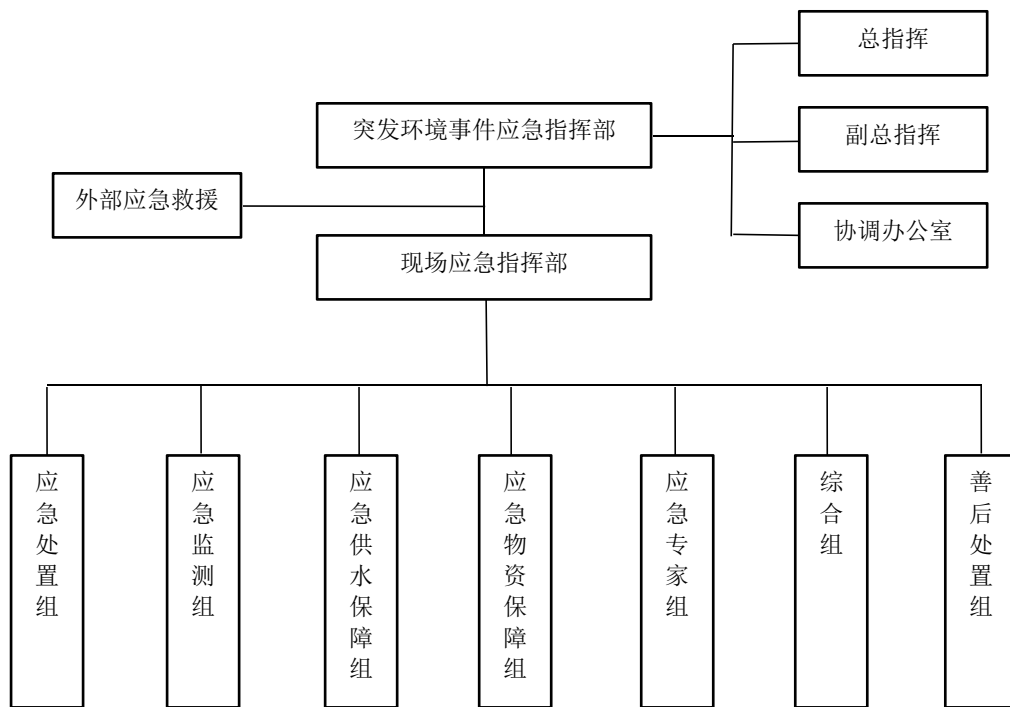 总指挥
突发环境事件应急指挥部
副总指挥
外部应急救援
协调办公室
现场应急指挥部
应急处置组
应急监测组
应急供水保障组
应急物资保障组
应急专家组
综合组
善后处置组